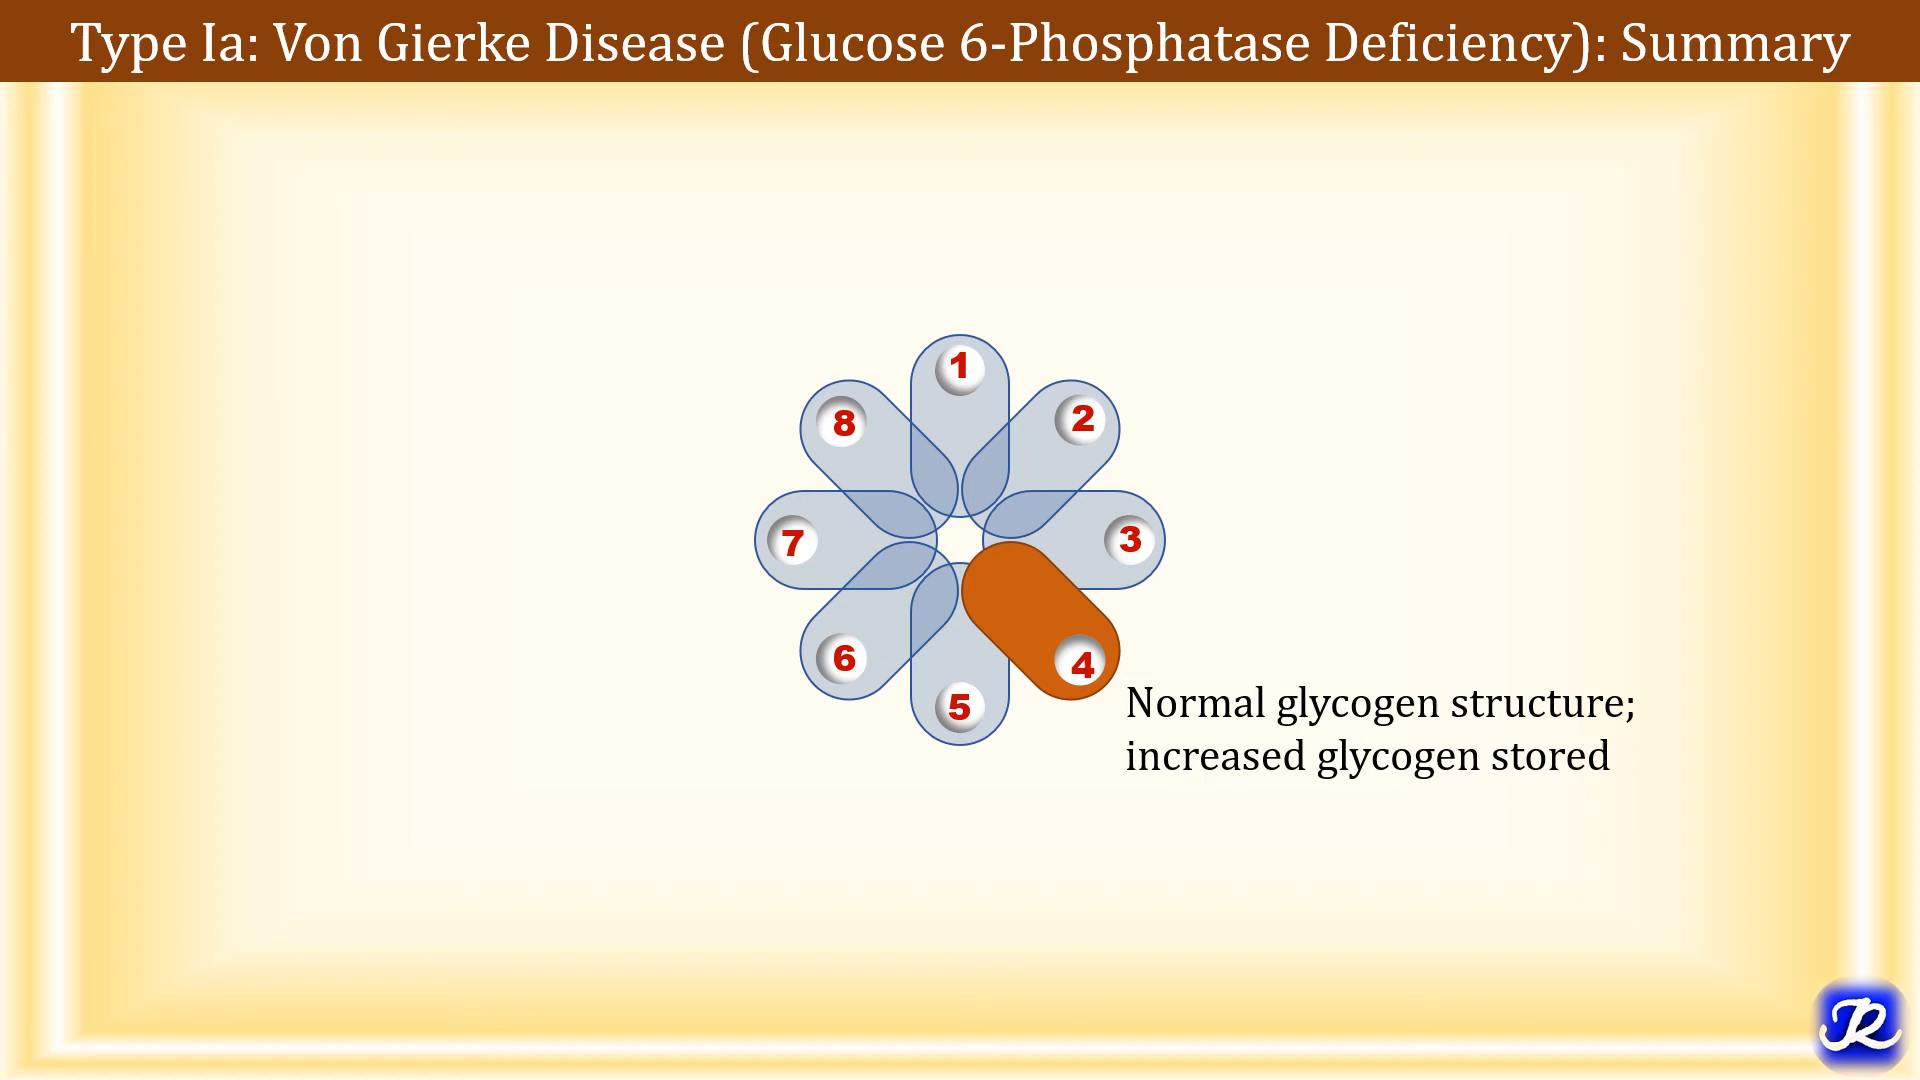 Type Ia: Von Gierke Disease (Glucose 6-Phosphatase Deficiency): Summary
1
2
3
4
5
6
7
8
Normal glycogen structure;
increased glycogen stored
R